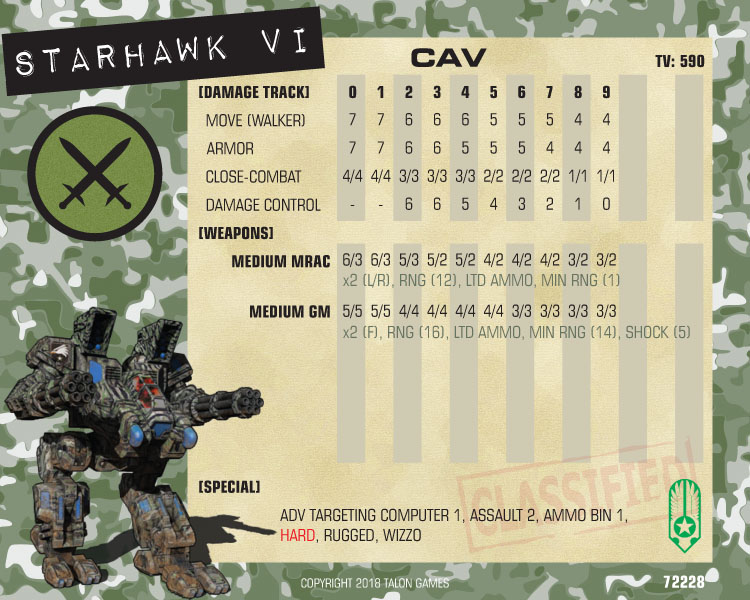 STARHAWK VI
CAV
TV: 590
[DAMAGE TRACK] 0 1 2 3 4 5 6 7 8 9
MOVE (WALKER) 7 7 6 6 6 5 5 5 4 4
ARMOR 7 7 6 6 5 5 5 4 4 4
CLOSE-COMBAT 4/4 4/4 3/3 3/3 3/3 2/2 2/2 2/2 1/1 1/1
DAMAGE CONTROL - - 6 6 5 4 3 2 1 0
[WEAPONS]
MEDIUM MRAC 6/3 6/3 5/3 5/2 5/2 4/2 4/2 4/2 3/2 3/2
x2 (L/R), RNG (12), LTD AMMO, MIN RNG (1)
MEDIUM GM 5/5 5/5 4/4 4/4 4/4 4/4 3/3 3/3 3/3 3/3
x2 (F), RNG (16), LTD AMMO, MIN RNG (14), SHOCK (5)
CLASSIFIED
[SPECIAL]
ADV TARGETING COMPUTER 1, ASSAULT 2, AMMO BIN 1,
HARD, RUGGED, WIZZO
COPYRIGHT 2018 TALON GAMES
72228